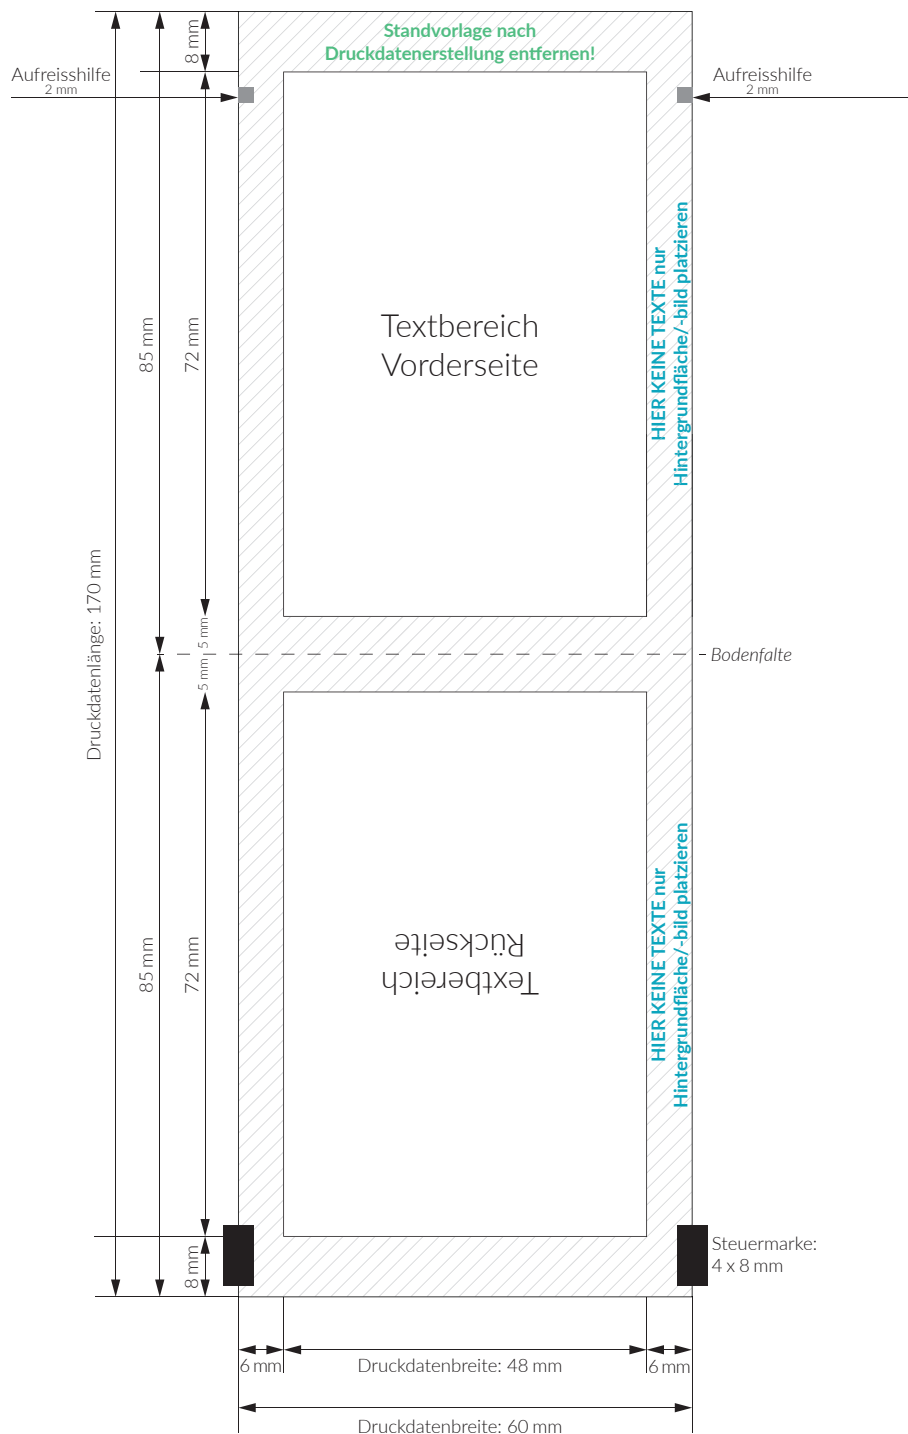 Standvorlage nach
Druckdatenerstellung entfernen!
8 mm
Aufreisshilfe
2 mm
Aufreisshilfe
2 mm
85 mm
72 mm
Textbereich
Vorderseite
HIER KEINE TEXTE nur
Hintergrundfläche/-bild platzieren
Druckdatenlänge: 170 mm
5 mm
5 mm
Bodenfalte
85 mm
72 mm
Textbereich
Rückseite
HIER KEINE TEXTE nur
Hintergrundfläche/-bild platzieren
8 mm
Steuermarke:
4 x 8 mm
6 mm
Druckdatenbreite: 48 mm
6 mm
Druckdatenbreite: 60 mm